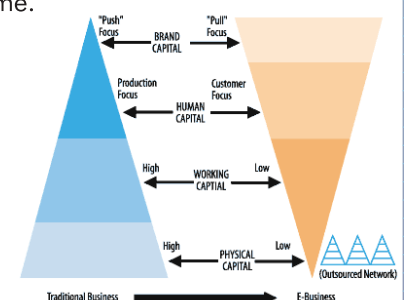 me.
"Push"
Focus
BRAND
CAPITAL
"Pull"
Focus
Production
Focus
HUMAN
CAPITAL
Customer
Focus
High
WORKING
CAPTIAL
Low
High
PHYSICAL
CAPITAL
Low
(Outsourced Network)
Traditional Business
E-Business